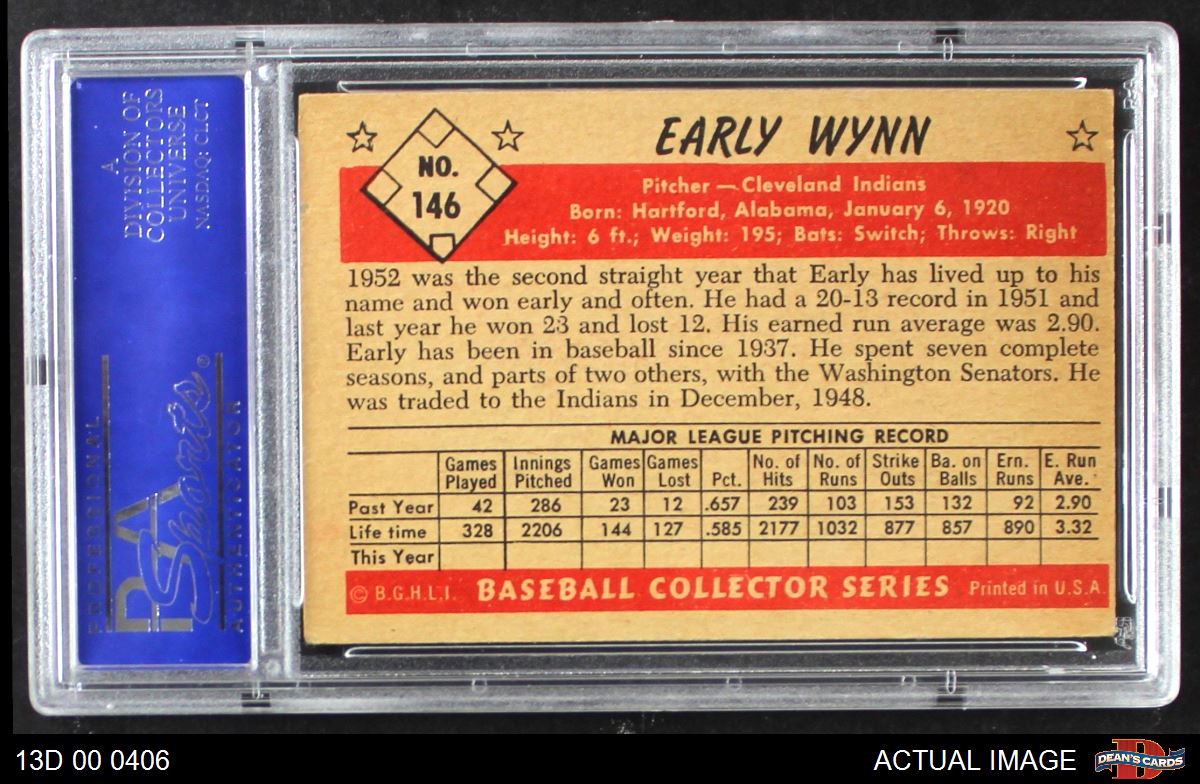 A
DIVISION OF
COLLECTORS
UNIVERSE
NASDAQ: CLCT
PROFESSIONAL
PSA
Sports®
AUTHENTICATOR
NO.
146
EARLY WYNN
Pitcher — Cleveland Indians
Born: Hartford, Alabama, January 6, 1920
Height: 6 ft.; Weight: 195; Bats: Switch; Throws: Right
1952 was the second straight year that Early has lived up to his
name and won early and often. He had a 20-13 record in 1951 and
last year he won 23 and lost 12. His earned run average was 2.90.
Early has been in baseball since 1937. He spent seven complete
seasons, and parts of two others, with the Washington Senators. He
was traded to the Indians in December, 1948.
MAJOR LEAGUE PITCHING RECORD
Games Innings Games Games No. of No. of Strike Ba. on Ern. E. Run
Played Pitched Won Lost Pct. Hits Runs Outs Balls Runs Ave.
Past Year 42 286 23 12 .657 239 103 153 132 92 2.90
Life time 328 2206 144 127 .585 2177 1032 877 857 890 3.32
This Year
© B.G.H.L.I. BASEBALL COLLECTOR SERIES Printed in U.S.A.
13D 00 0406
ACTUAL IMAGE
DEAN'S CARDS